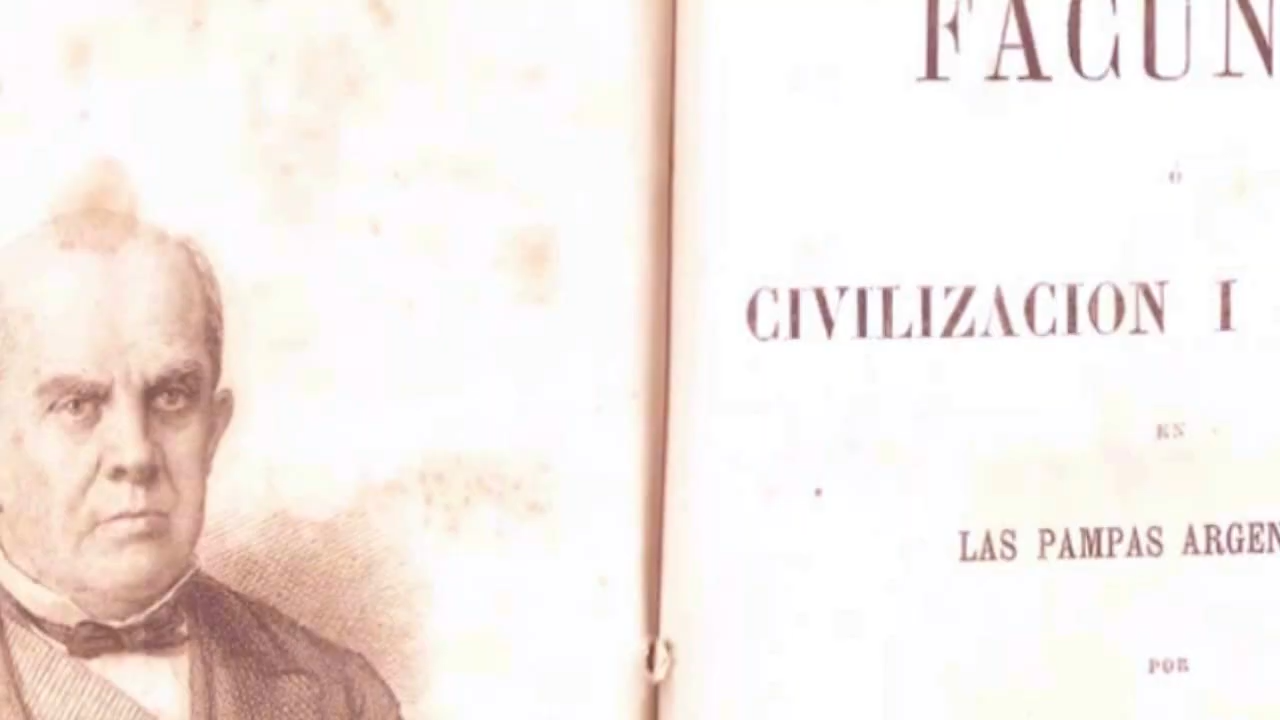 FACUN
Ó
CIVILIZACION I
EN
LAS PAMPAS ARGEN
POR